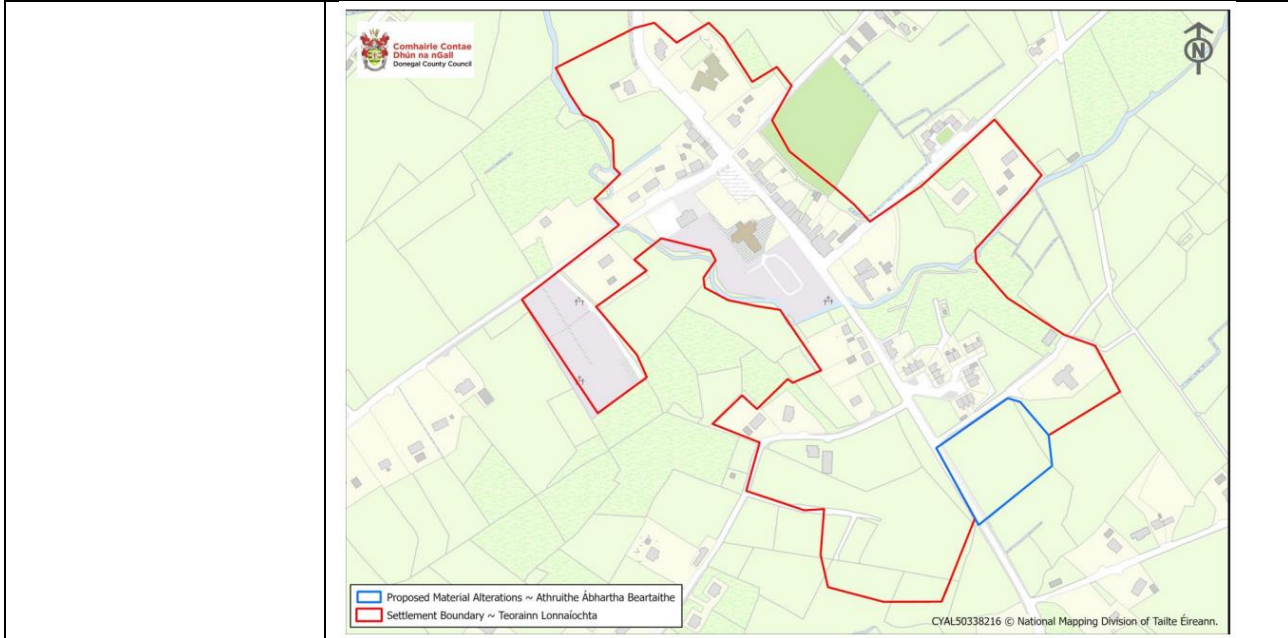 Comhairle Contae
Dhún na nGall
Donegal County Council
N
Proposed Material Alterations ~ Athruithe Ábhartha Beartaithe
Settlement Boundary ~ Teorainn Lonnaíochta
CYAL50338216 © National Mapping Division of Tailte Éireann.